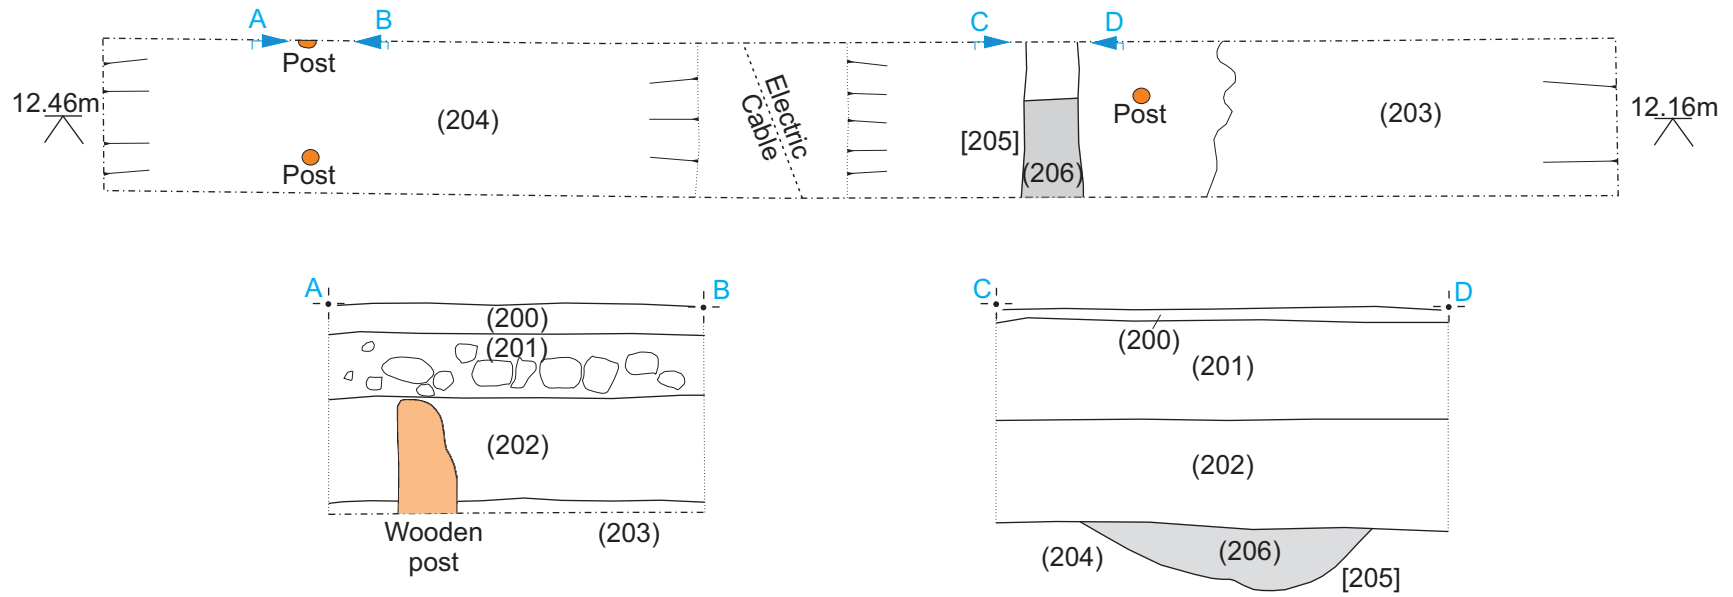 A
B
C
D
Post
12.46m
(204)
Post
Electric
Cable
[205]
(206)
Post
(203)
12.16m
A
B
(200)
(201)
(202)
Wooden
post
(203)
C
D
(200)
(201)
(202)
(204)
(206)
[205]